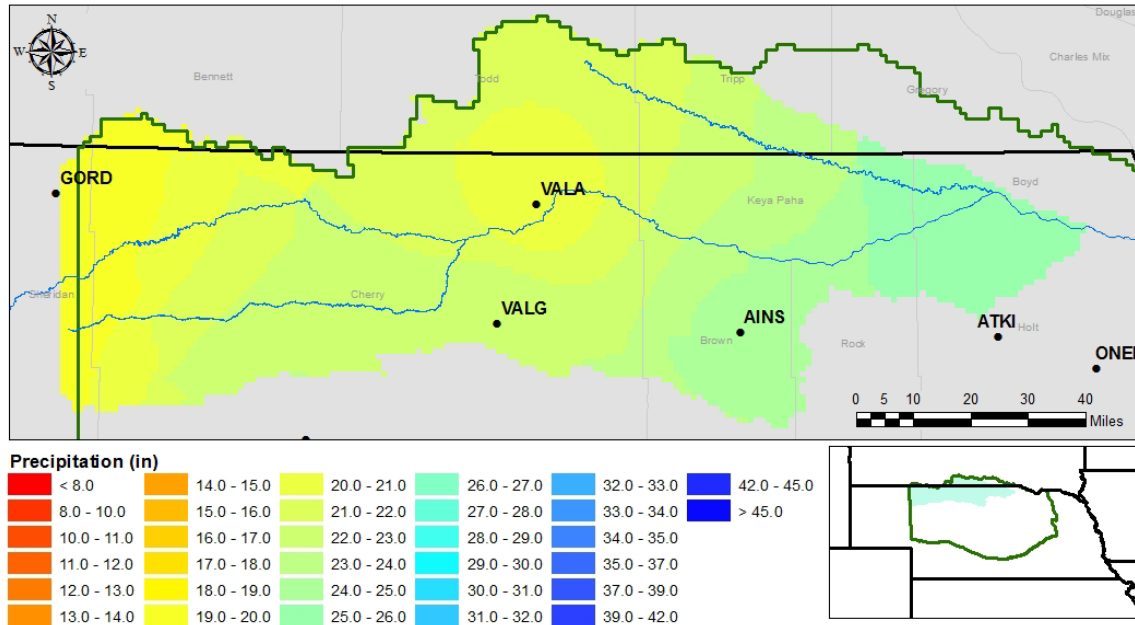 N
W E
S
Bennett
Todd
Tripp
Gregory
Douglas
Charles Mix
GORD
VALA
Keya Paha
Boyd
Sheridan
Cherry
VALG
AINS
Brown
Rock
ATKI
Holt
ONEI
0 5 10 20 30 40
Miles
Precipitation (in)
< 8.0 14.0 - 15.0 20.0 - 21.0 26.0 - 27.0 32.0 - 33.0 42.0 - 45.0
8.0 - 10.0 15.0 - 16.0 21.0 - 22.0 27.0 - 28.0 33.0 - 34.0 > 45.0
10.0 - 11.0 16.0 - 17.0 22.0 - 23.0 28.0 - 29.0 34.0 - 35.0
11.0 - 12.0 17.0 - 18.0 23.0 - 24.0 29.0 - 30.0 35.0 - 37.0
12.0 - 13.0 18.0 - 19.0 24.0 - 25.0 30.0 - 31.0 37.0 - 39.0
13.0 - 14.0 19.0 - 20.0 25.0 - 26.0 31.0 - 32.0 39.0 - 42.0